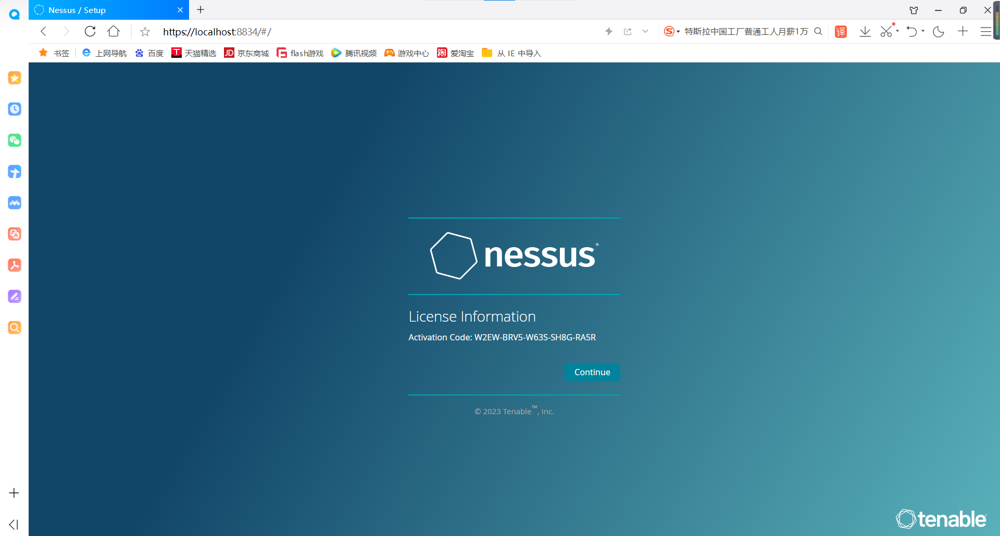 Nessus / Setup
https://localhost:8834/#/
特斯拉中国工厂普通工人月薪1万
译
书签 上网导航 百度 天猫精选 京东商城 flash游戏 腾讯视频 游戏中心 爱淘宝 从 IE 中导入
nessus®
License Information
Activation Code: W2EW-BRV5-W63S-SH8G-RA5R
Continue
© 2023 Tenable™, Inc.
tenable